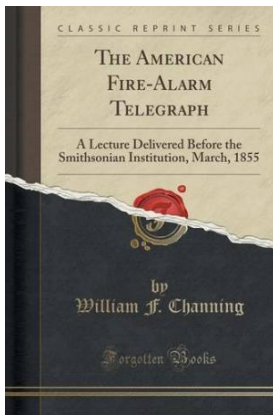 CLASSIC REPRINT SERIES
THE AMERICAN
FIRE-ALARM
TELEGRAPH
A Lecture Delivered Before the
Smithsonian Institution, March, 1855
by
William F. Channing
Forgotten Books